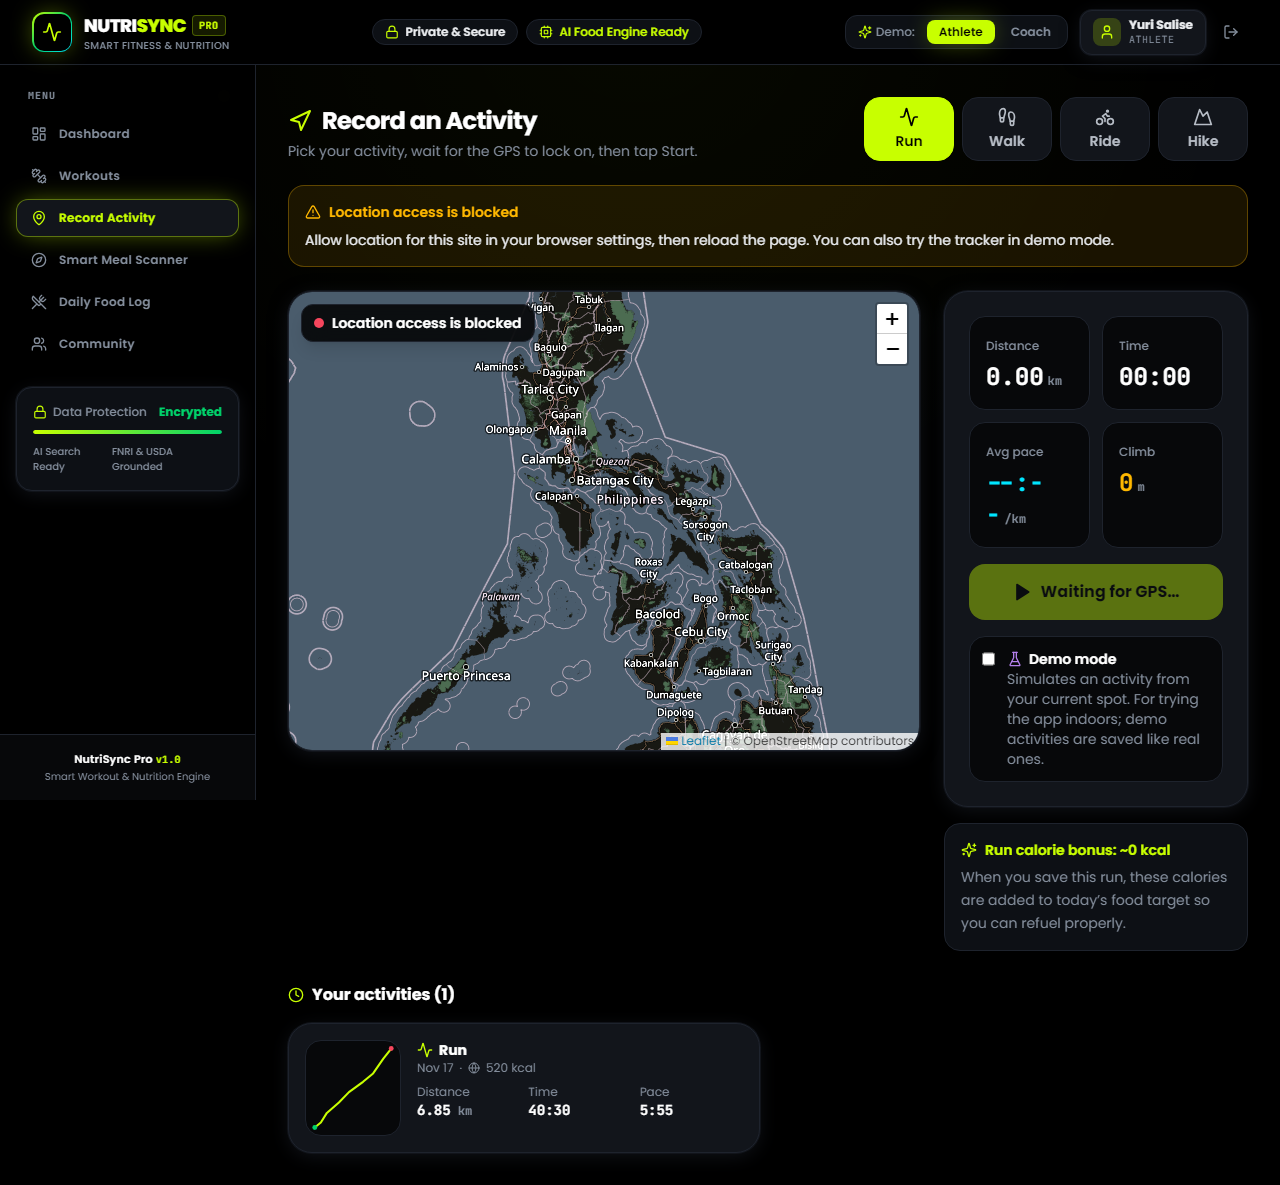 NUTRISYNC PRO
SMART FITNESS & NUTRITION
Private & Secure
AI Food Engine Ready
Demo:
Athlete
Coach
Yuri Salise
ATHLETE
MENU
Dashboard
Workouts
Record Activity
Smart Meal Scanner
Daily Food Log
Community
Data Protection Encrypted
AI Search Ready
FNRI & USDA Grounded
NutriSync Pro v1.0
Smart Workout & Nutrition Engine
Record an Activity
Pick your activity, wait for the GPS to lock on, then tap Start.
Run
Walk
Ride
Hike
Location access is blocked
Allow location for this site in your browser settings, then reload the page. You can also try the tracker in demo mode.
Location access is blocked
+
−
Vigan
Tabuk
Ilagan
Baguio
Alaminos
Dagupan
Tarlac City
Gapan
Olongapo
Manila
Calamba
Quezon
Batangas City
Calapan
Philippines
Legazpi
Sorsogon
City
Roxas
City
Catbalogan
Tacloban
Palawan
Bogo
Bacolod
Ormoc
Cebu City
Surigao
City
Kabankalan
Tagbilaran
Puerto Princesa
Dumaguete
Tandag
Dipolog
Butuan
Leaflet | © OpenStreetMap contributors
Distance
0.00 km
Time
00:00
Avg pace
--:-
- /km
Climb
0 m
Waiting for GPS...
Demo mode
Simulates an activity from
your current spot. For trying
the app indoors; demo
activities are saved like real
ones.
Run calorie bonus: ~0 kcal
When you save this run, these calories
are added to today's food target so
you can refuel properly.
Your activities (1)
Run
Nov 17 · 520 kcal
Distance
6.85 km
Time
40:30
Pace
5:55